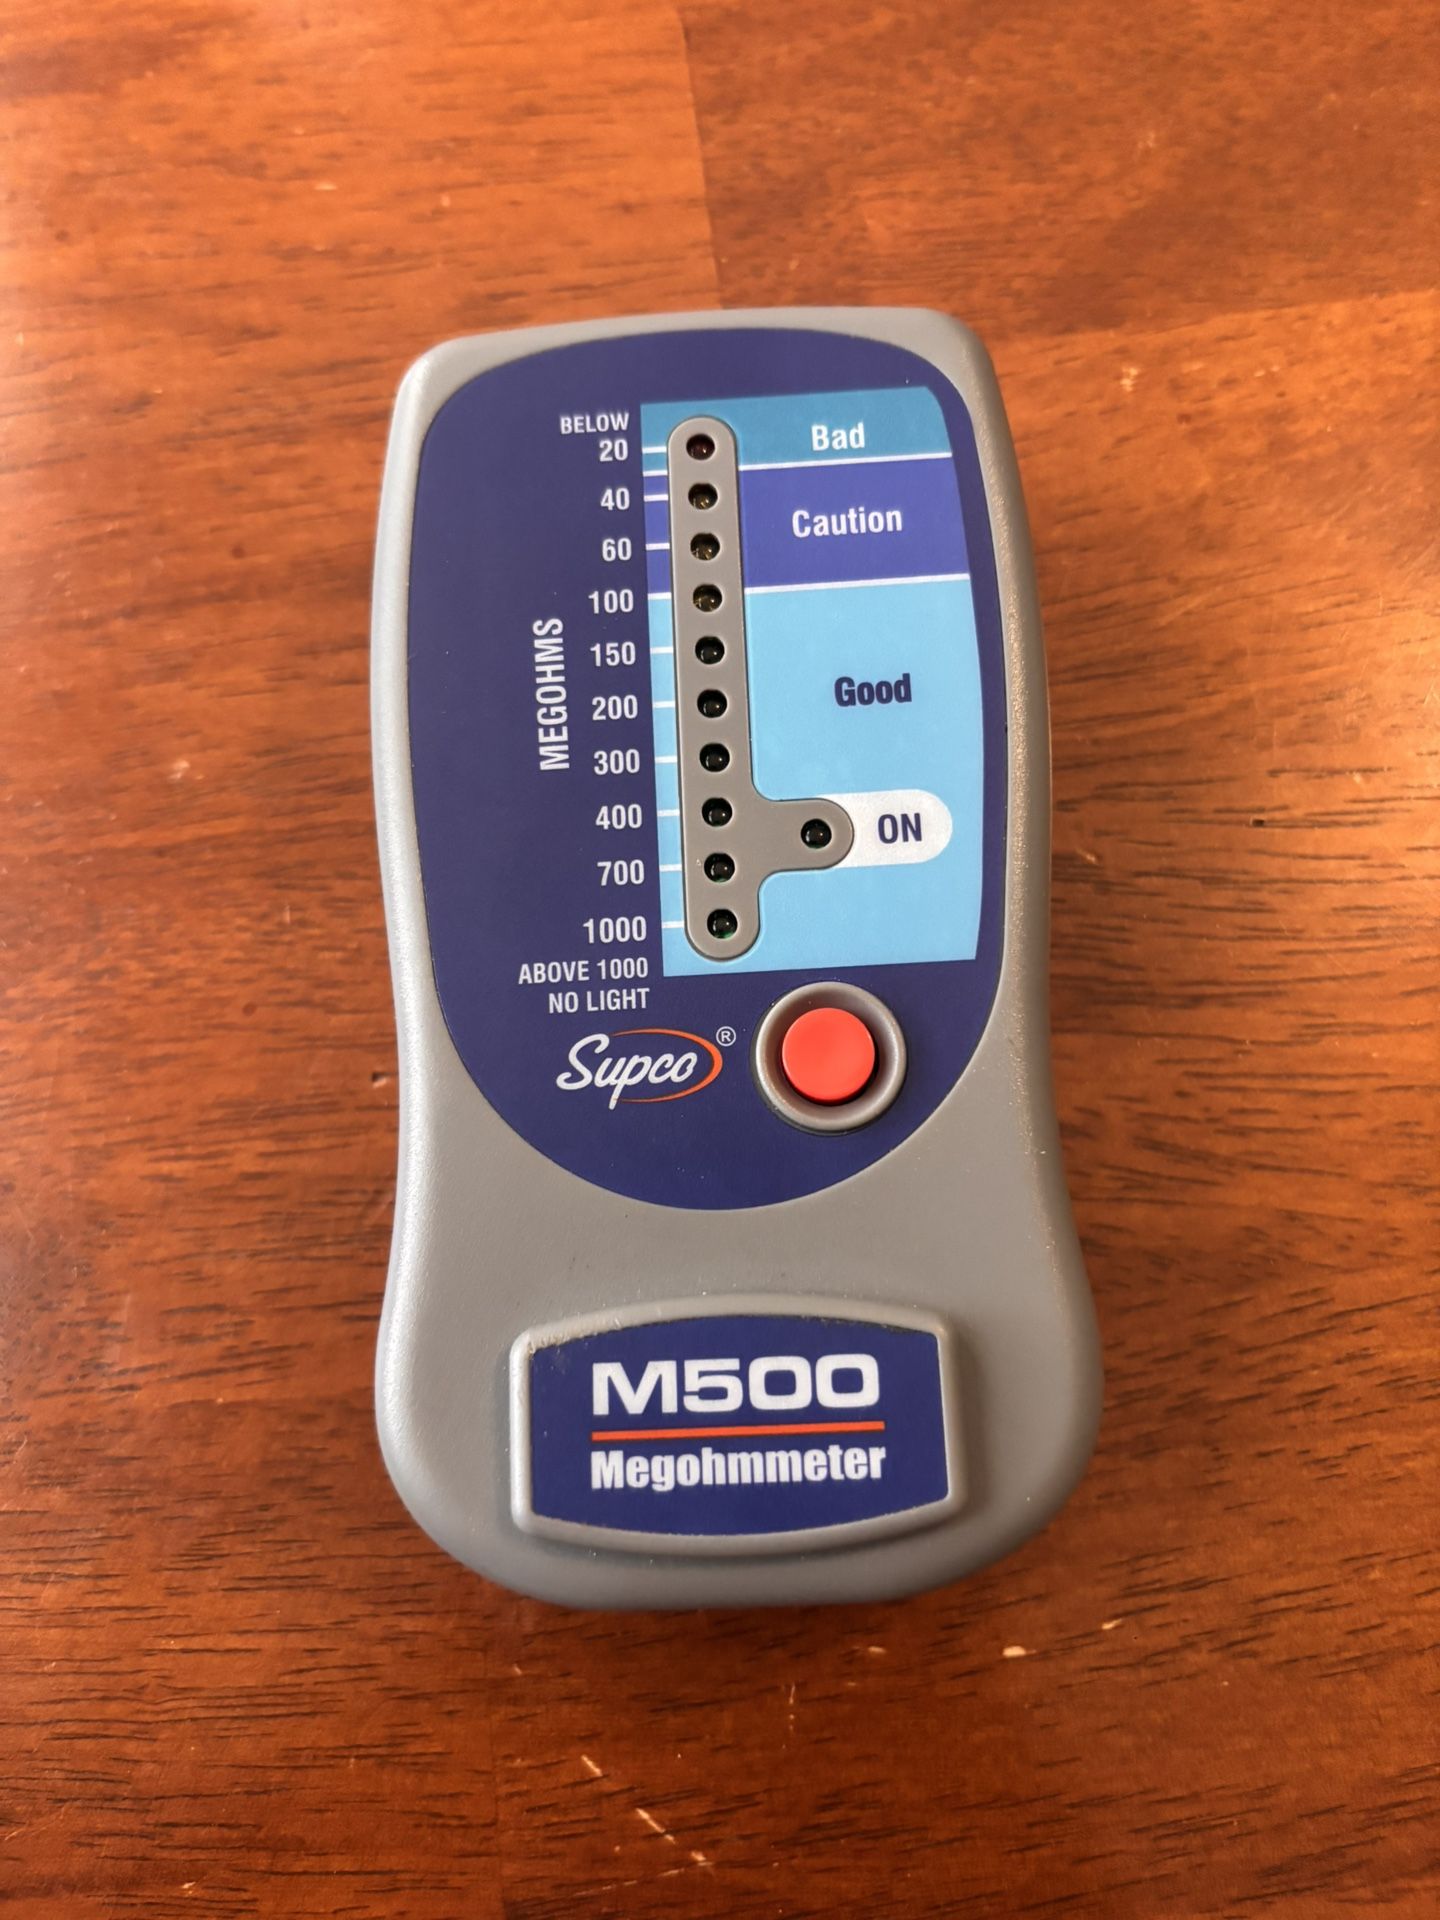 BELOW
20
Bad
40
Caution
60
100
150
Good
200
300
400
ON
700
1000
ABOVE 1000
NO LIGHT
MEGOHMS
Supco®
M500
Megohmmeter